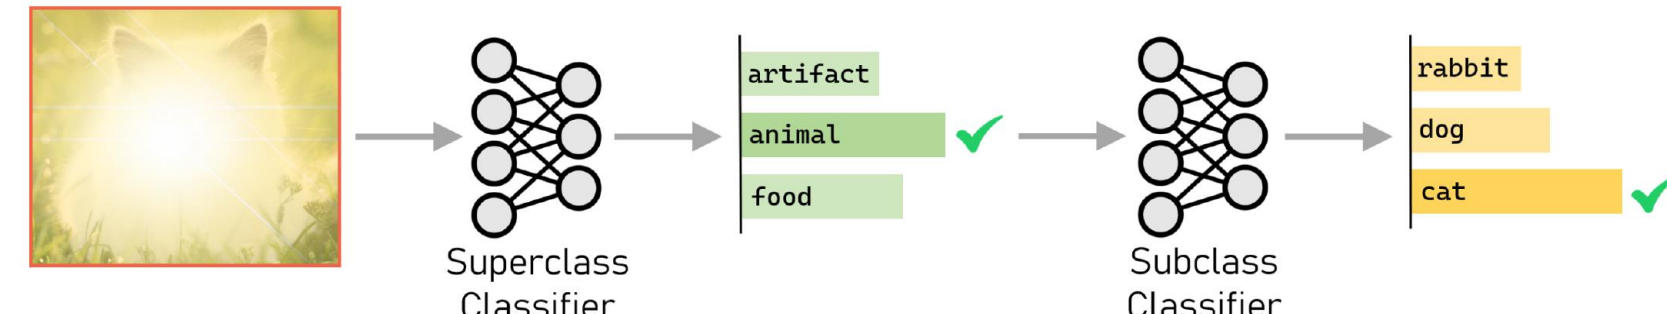 artifact
animal
food
Superclass
Classifier
rabbit
dog
cat
Subclass
Classifier